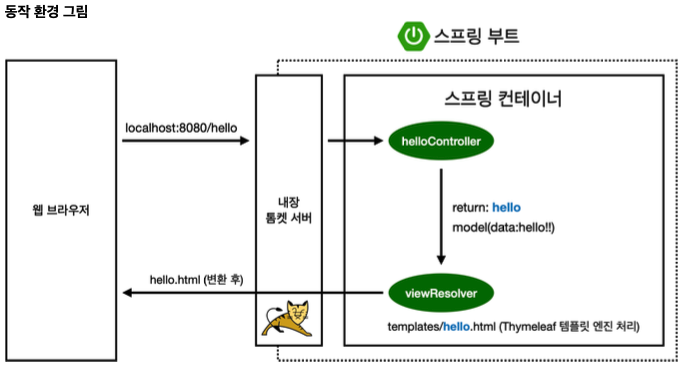 동작 환경 그림
스프링 부트
스프링 컨테이너
localhost:8080/hello
helloController
웹 브라우저
내장
톰켓 서버
return: hello
model(data:hello!!)
hello.html (변환 후)
viewResolver
templates/hello.html (Thymeleaf 템플릿 엔진 처리)